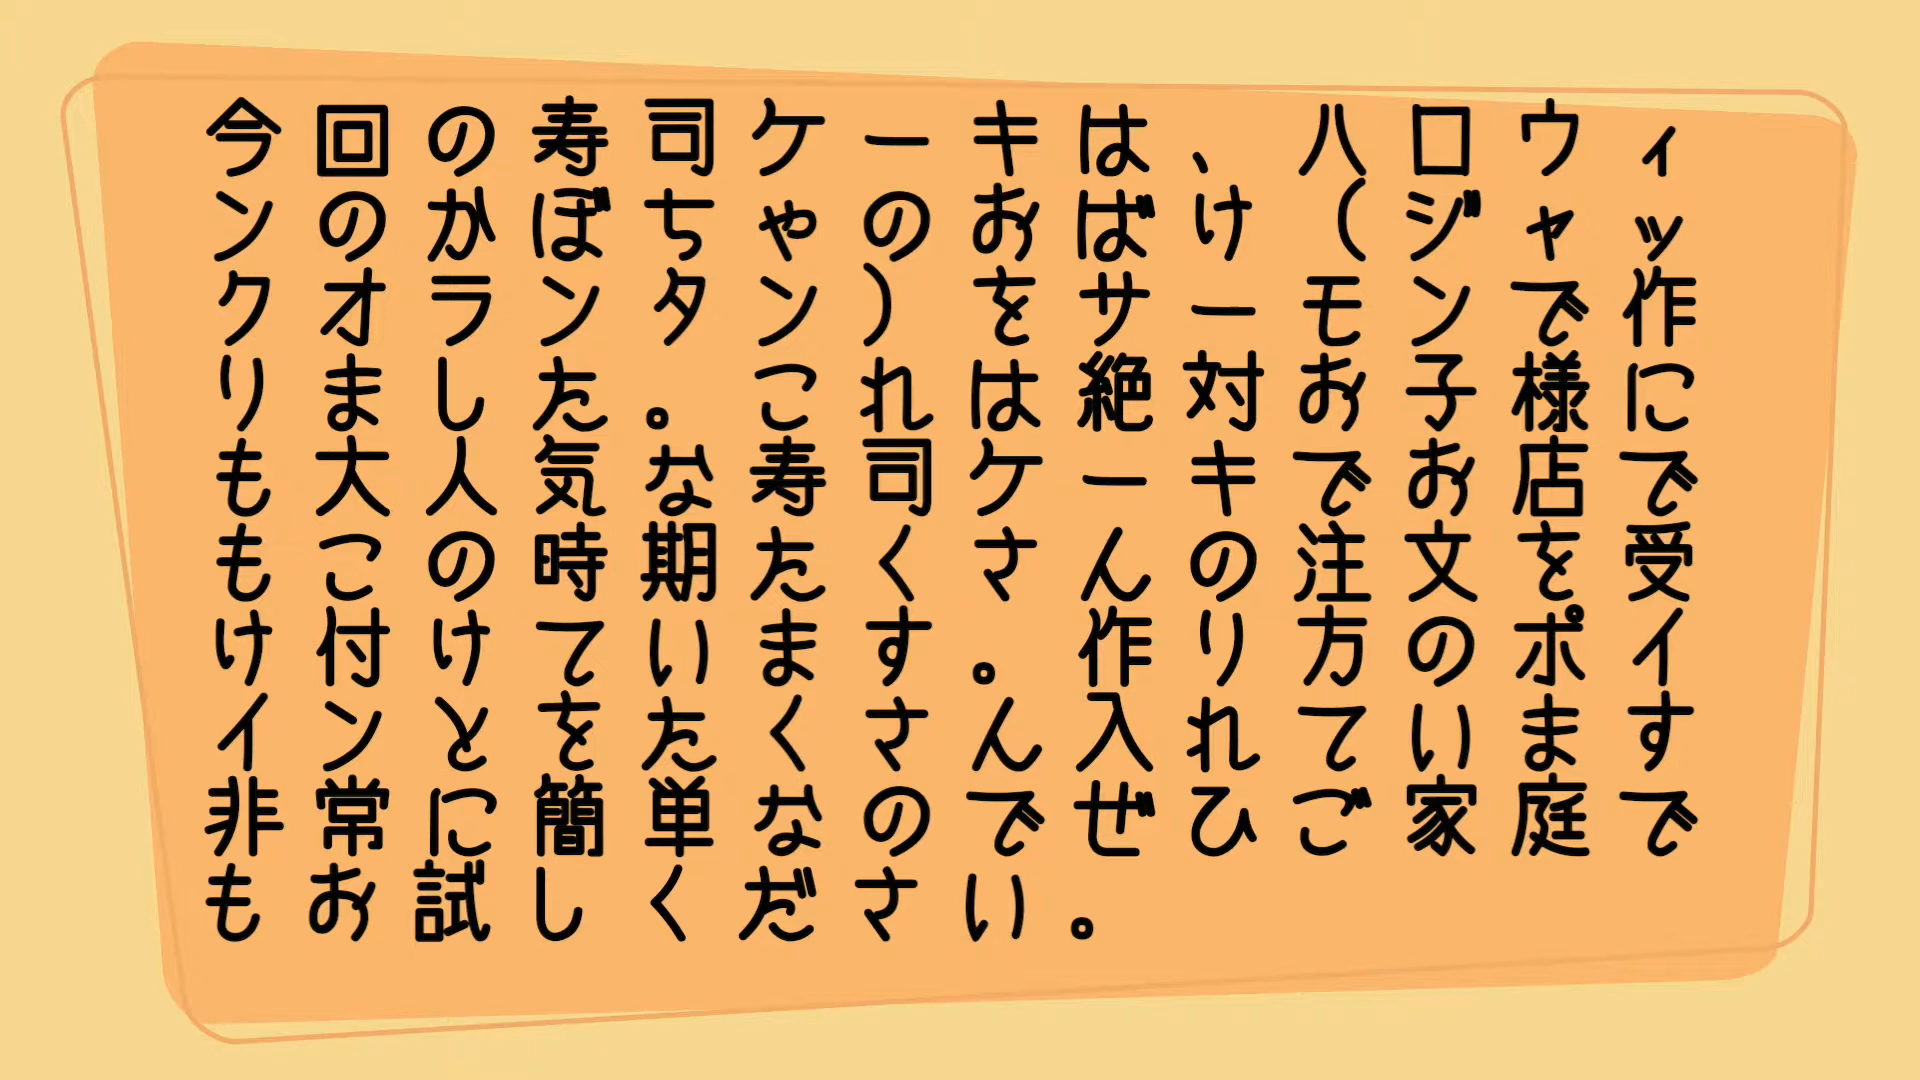 今回の寿司ケーキは、ハロウィ
ンのかぼちゃのおばけ（ジャッ
クオランタン）をサーモンで作
りました。これは絶対お子様に
も大人気な寿司ケーキでお店で
もこの時期たくさんの注文を受
け付けています。作り方のポイ
ントをたくさん入れていますで
非常に簡単なのでぜひご家庭で
もお試しください。